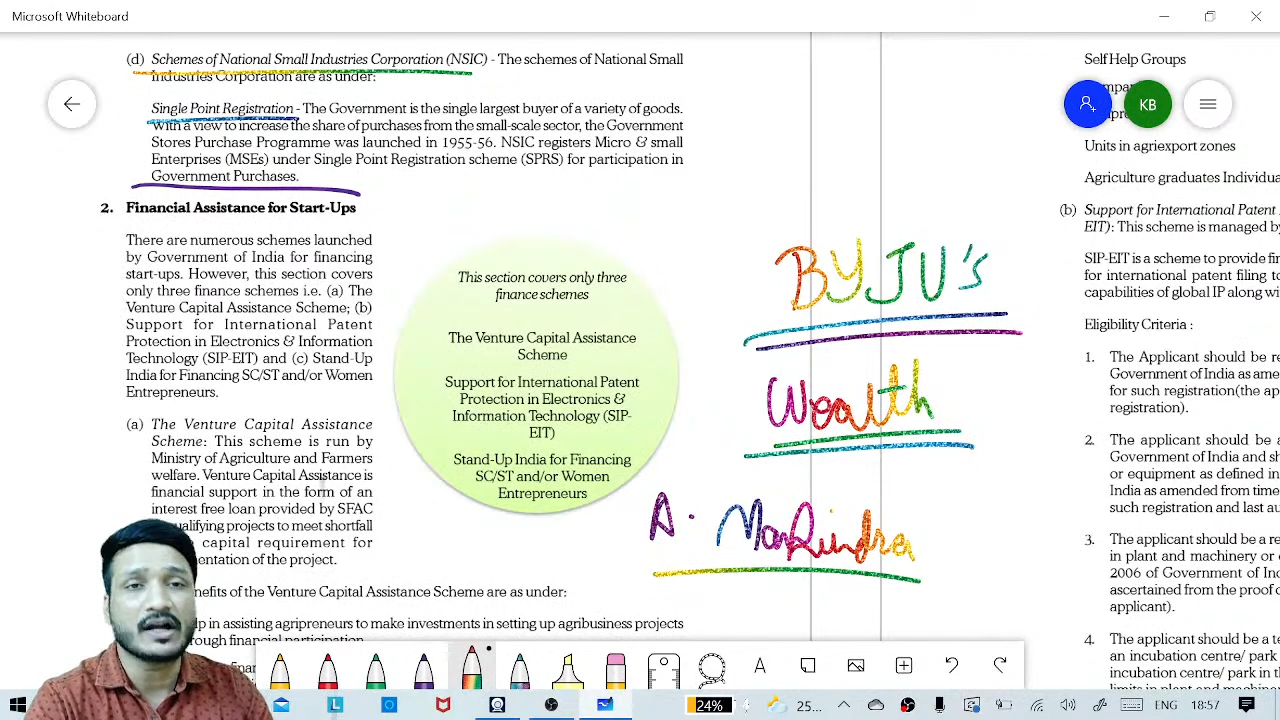 Microsoft Whiteboard
(d) Schemes of National Small Industries Corporation (NSIC) - The schemes of National Small
Industries Corporation are as under:
Single Point Registration - The Government is the single largest buyer of a variety of goods.
With a view to increase the share of purchases from the small-scale sector, the Government
Stores Purchase Programme was launched in 1955-56. NSIC registers Micro & small
Enterprises (MSEs) under Single Point Registration scheme (SPRS) for participation in
Government Purchases.
2. Financial Assistance for Start-Ups
There are numerous schemes launched
by Government of India for financing
start-ups. However, this section covers
only three finance schemes i.e. (a) The
Venture Capital Assistance Scheme; (b)
Support for International Patent
Protection in Electronics & Information
Technology (SIP-EIT) and (c) Stand-Up
India for Financing SC/ST and/or Women
Entrepreneurs.
(a) The Venture Capital Assistance
Scheme: This scheme is run by
Ministry of Agriculture and Farmers
welfare. Venture Capital Assistance is
financial support in the form of an
interest free loan provided by SFAC
qualifying projects to meet shortfall
capital requirement for
entation of the project.
nefits of the Venture Capital Assistance Scheme are as under:
lp in assisting agripreneurs to make investments in setting up agribusiness projects
rough financial participation
finan
This section covers only three
finance schemes
The Venture Capital Assistance
Scheme
Support for International Patent
Protection in Electronics &
Information Technology (SIP-
EIT)
Stand-Up India for Financing
SC/ST and/or Women
Entrepreneurs
BYJU's
Wealth
A. Mahindra
Self Help Groups
KB
Units in agriexport zones
Agriculture graduates Individua
(b) Support for International Patent
EIT): This scheme is managed by
SIP-EIT is a scheme to provide fin
for international patent filing to
capabilities of global IP along wi
Eligibility Criteria :
1. The Applicant should be re
Government of India as ame
for such registration(the ap
registration).
2. The applicant should be
Government of India and sh
or equipment as defined in
India as amended from time
such registration and last au
3. The applicant should be a re
in plant and machinery or e
2006 of Government of Ind
ascertained from the proof o
applicant).
4. The applicant should be a te
an incubation centre/ park
incubation centre/ park in th
A
24%
25...
ENG
18:57